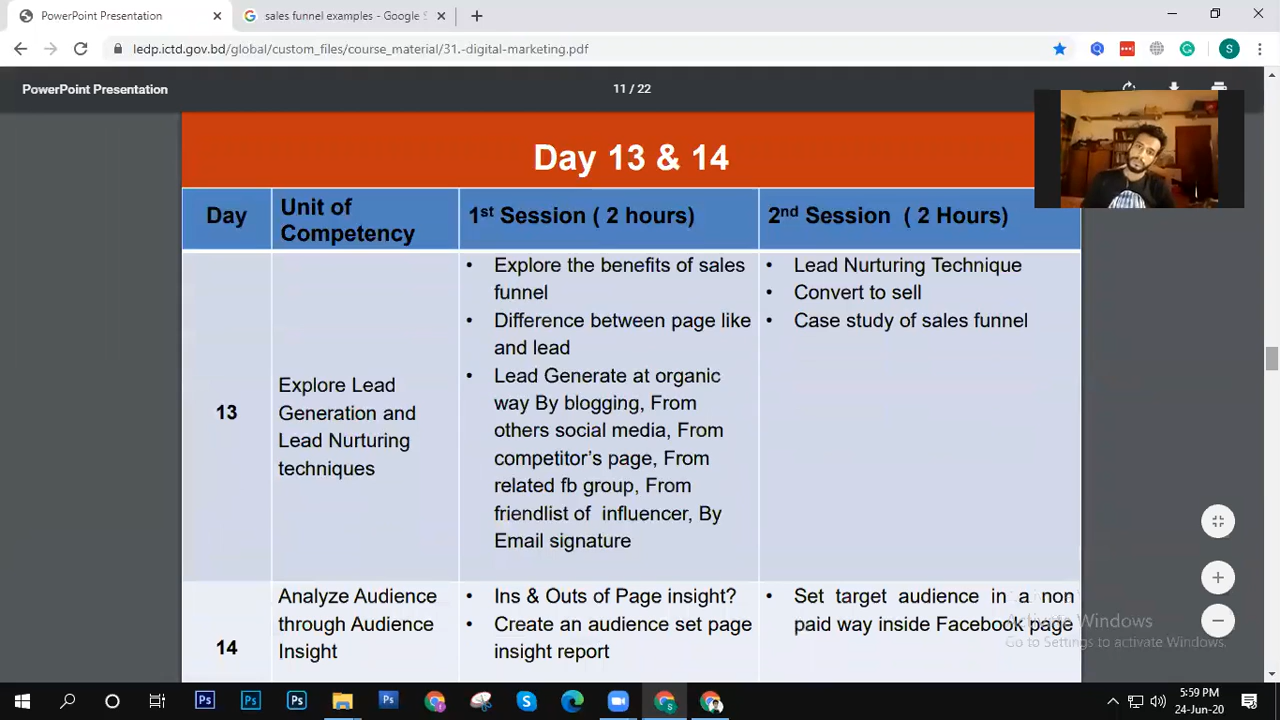 PowerPoint Presentation
sales funnel examples - Google S
ledp.ictd.gov.bd/global/custom_files/course_material/31.-digital-marketing.pdf
S
PowerPoint Presentation
11 / 22
Day 13 & 14
Day
Unit of
Competency
1st Session ( 2 hours)
2nd Session ( 2 Hours)
13
Explore Lead
Generation and
Lead Nurturing
techniques
• Explore the benefits of sales
funnel
• Difference between page like
and lead
• Lead Generate at organic
way By blogging, From
others social media, From
competitor's page, From
related fb group, From
friendlist of influencer, By
Email signature
• Lead Nurturing Technique
• Convert to sell
• Case study of sales funnel
14
Analyze Audience
through Audience
Insight
• Ins & Outs of Page insight?
• Create an audience set page
insight report
• Set target audience in a non
paid way inside Facebook page
Activate Windows
Go to Settings to activate Windows.
Ps
Ps
Ps
Ps
5:59 PM
24-Jun-20